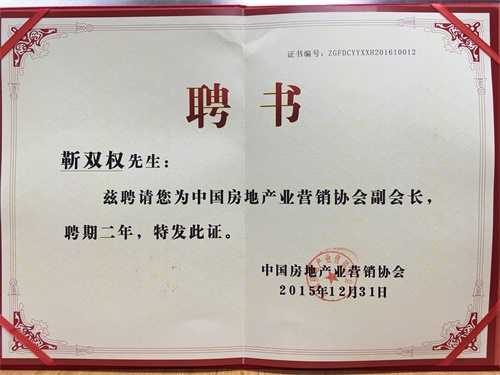 证书编号：ZGFDCYYXXH201610012
聘书
靳双权先生：
兹聘请您为中国房地产业营销协会副会长，
聘期二年，特发此证。
中国房地产业营销协会
2015年12月31日